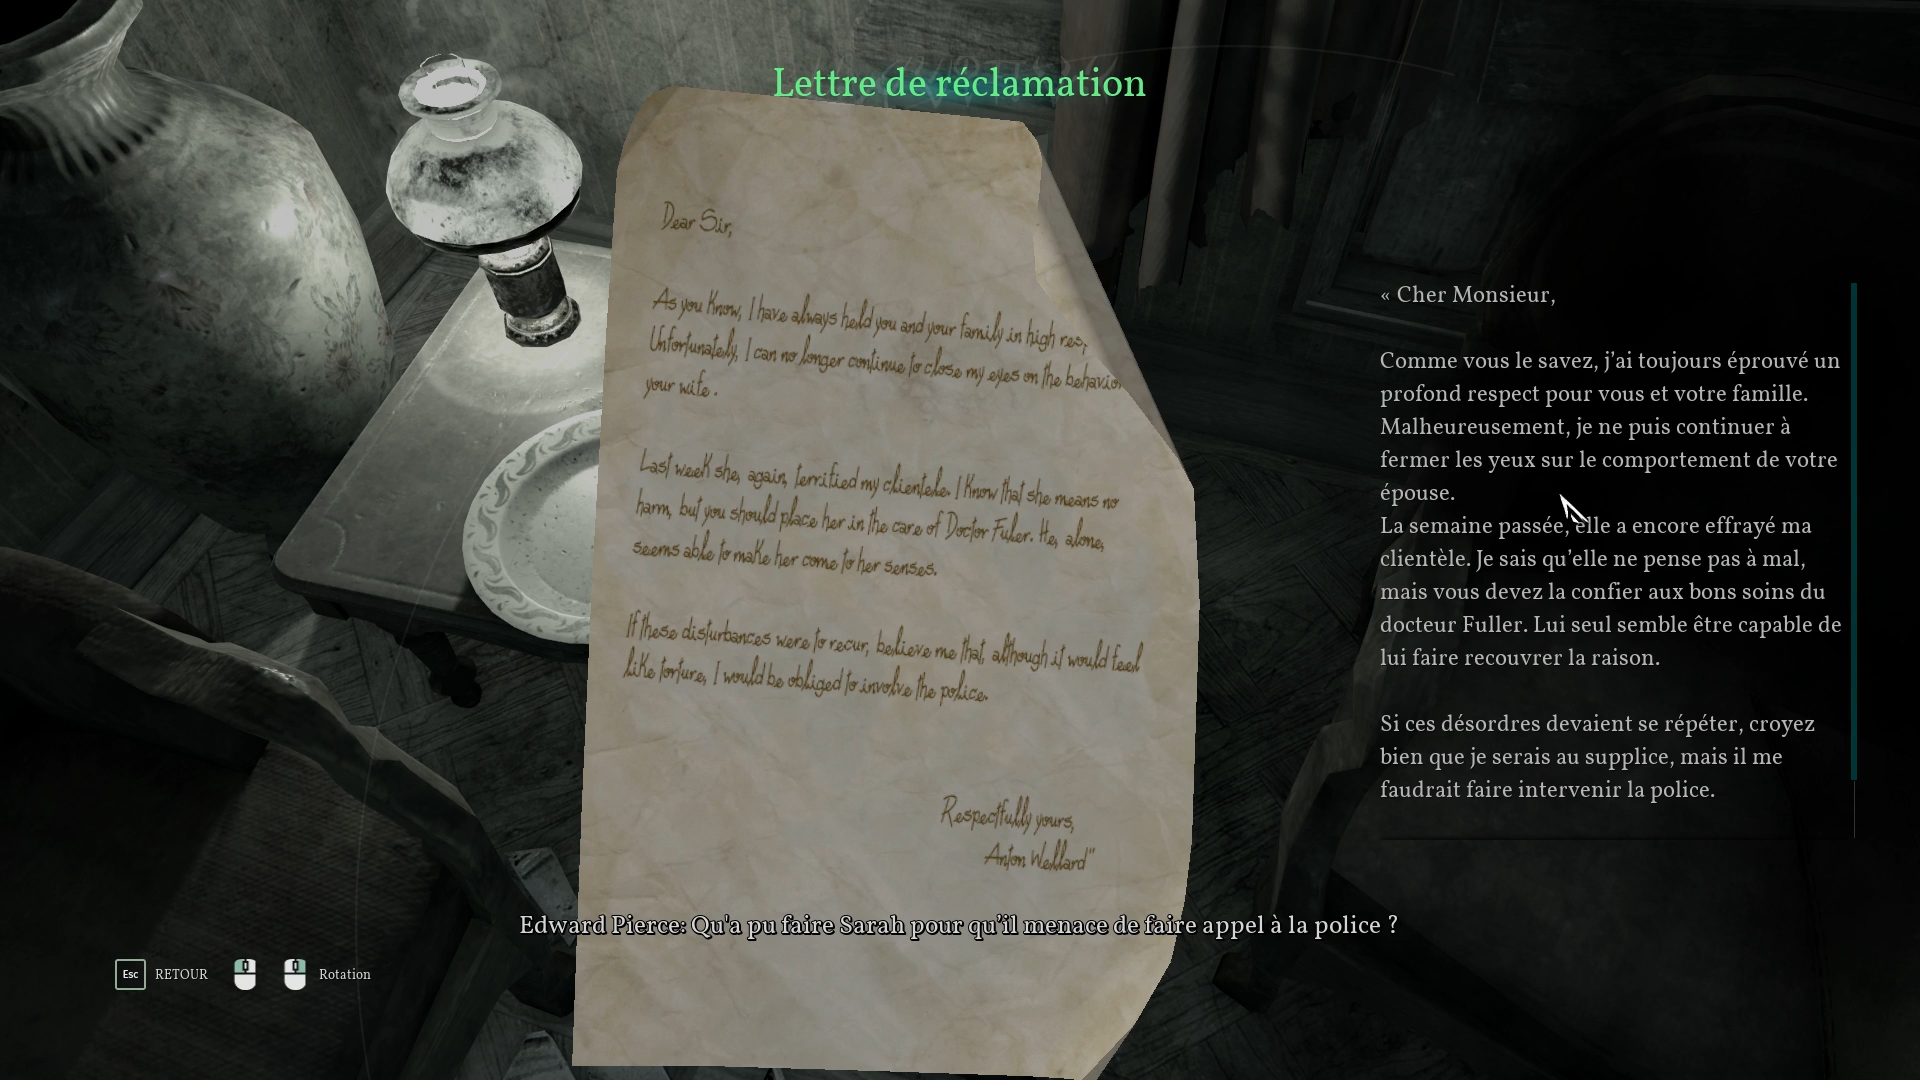 Lettre de réclamation
Dear Sir,
As you know, I have always held you and your family in high res
Unfortunately, I can no longer continue to close my eyes on the behavio
your wife.
Last week she, again, terrified my clientele. I know that she means no
harm, but you should place her in the care of Doctor Fuller. He, alone,
seems able to make her come to her senses.
If these disturbances were to recur, believe me that, although it would feel
like torture, I would be obliged to involve the police.
Respectfully yours,
Anton Wellard"
« Cher Monsieur,
Comme vous le savez, j'ai toujours éprouvé un
profond respect pour vous et votre famille.
Malheureusement, je ne puis continuer à
fermer les yeux sur le comportement de votre
épouse.
La semaine passée, elle a encore effrayé ma
clientèle. Je sais qu'elle ne pense pas à mal,
mais vous devez la confier aux bons soins du
docteur Fuller. Lui seul semble être capable de
lui faire recouvrer la raison.
Si ces désordres devaient se répéter, croyez
bien que je serais au supplice, mais il me
faudrait faire intervenir la police.
Edward Pierce: Qu'a pu faire Sarah pour qu'il menace de faire appel à la police ?
Esc RETOUR Rotation